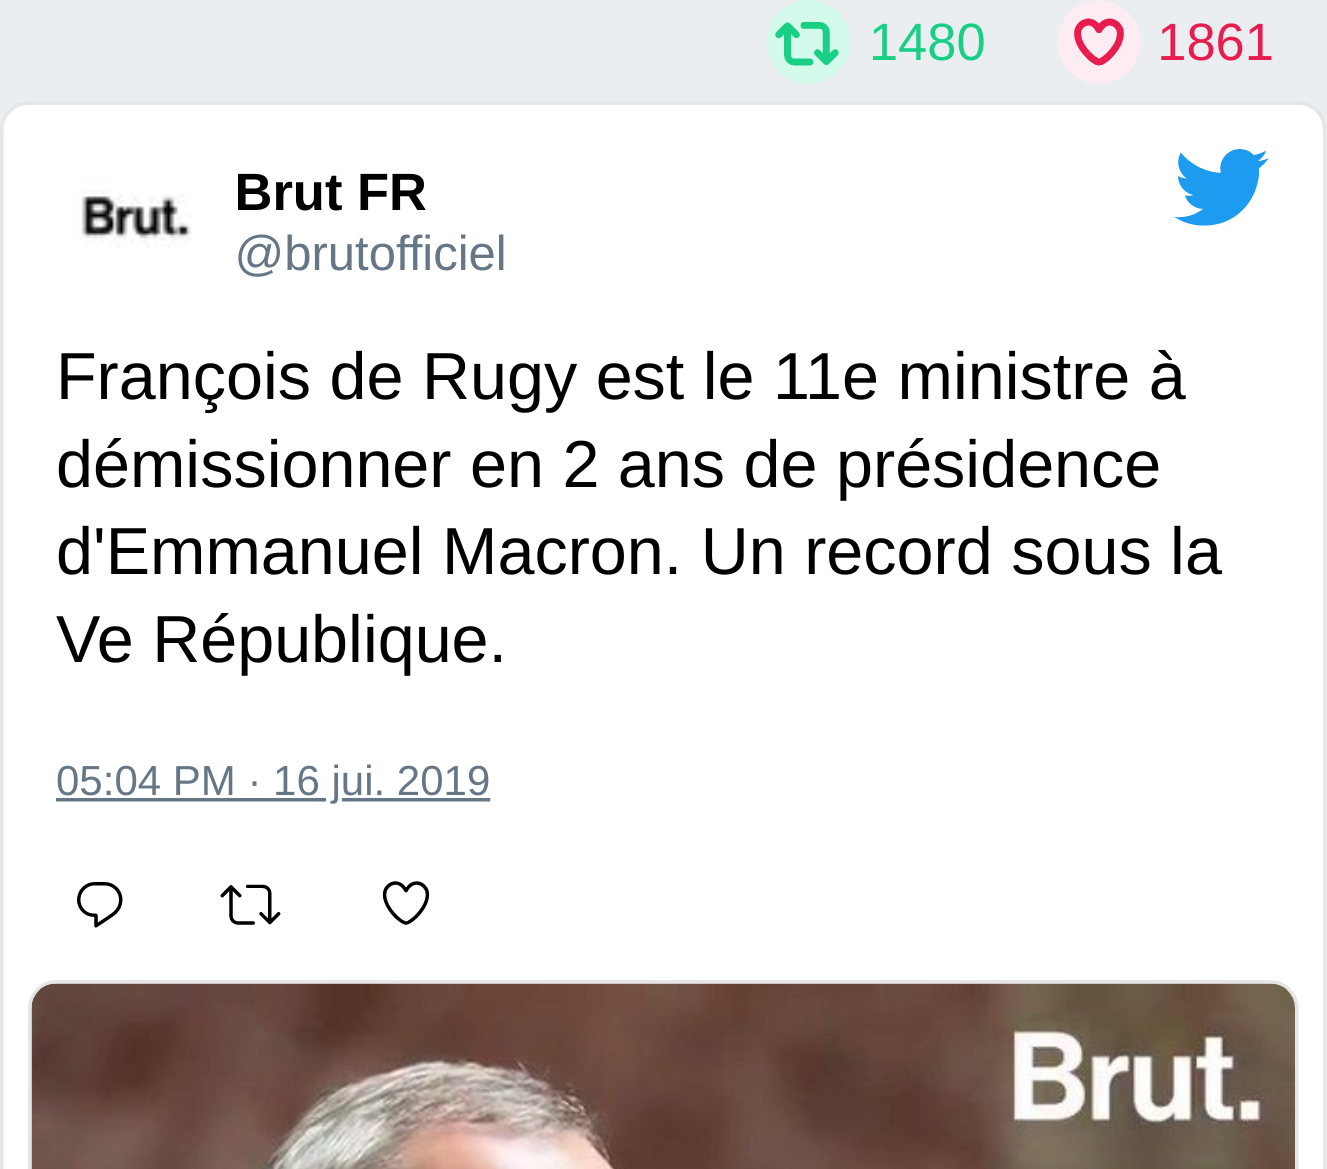 1480 1861
Brut. Brut FR
@brutofficiel
François de Rugy est le 11e ministre à
démissionner en 2 ans de présidence
d'Emmanuel Macron. Un record sous la
Ve République.
05:04 PM · 16 jui. 2019
Brut.